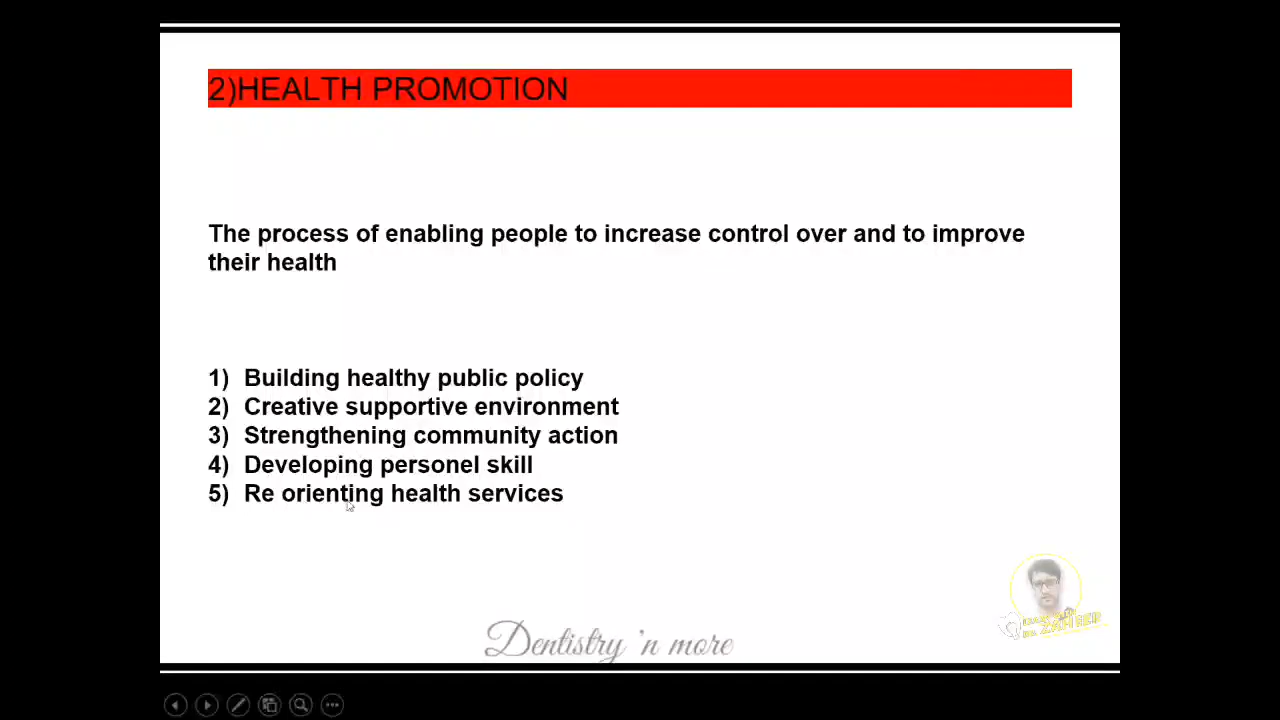 2)HEALTH PROMOTION
The process of enabling people to increase control over and to improve
their health
1) Building healthy public policy
2) Creative supportive environment
3) Strengthening community action
4) Developing personel skill
5) Re orienting health services
ZAHEER
Dentistry 'n more